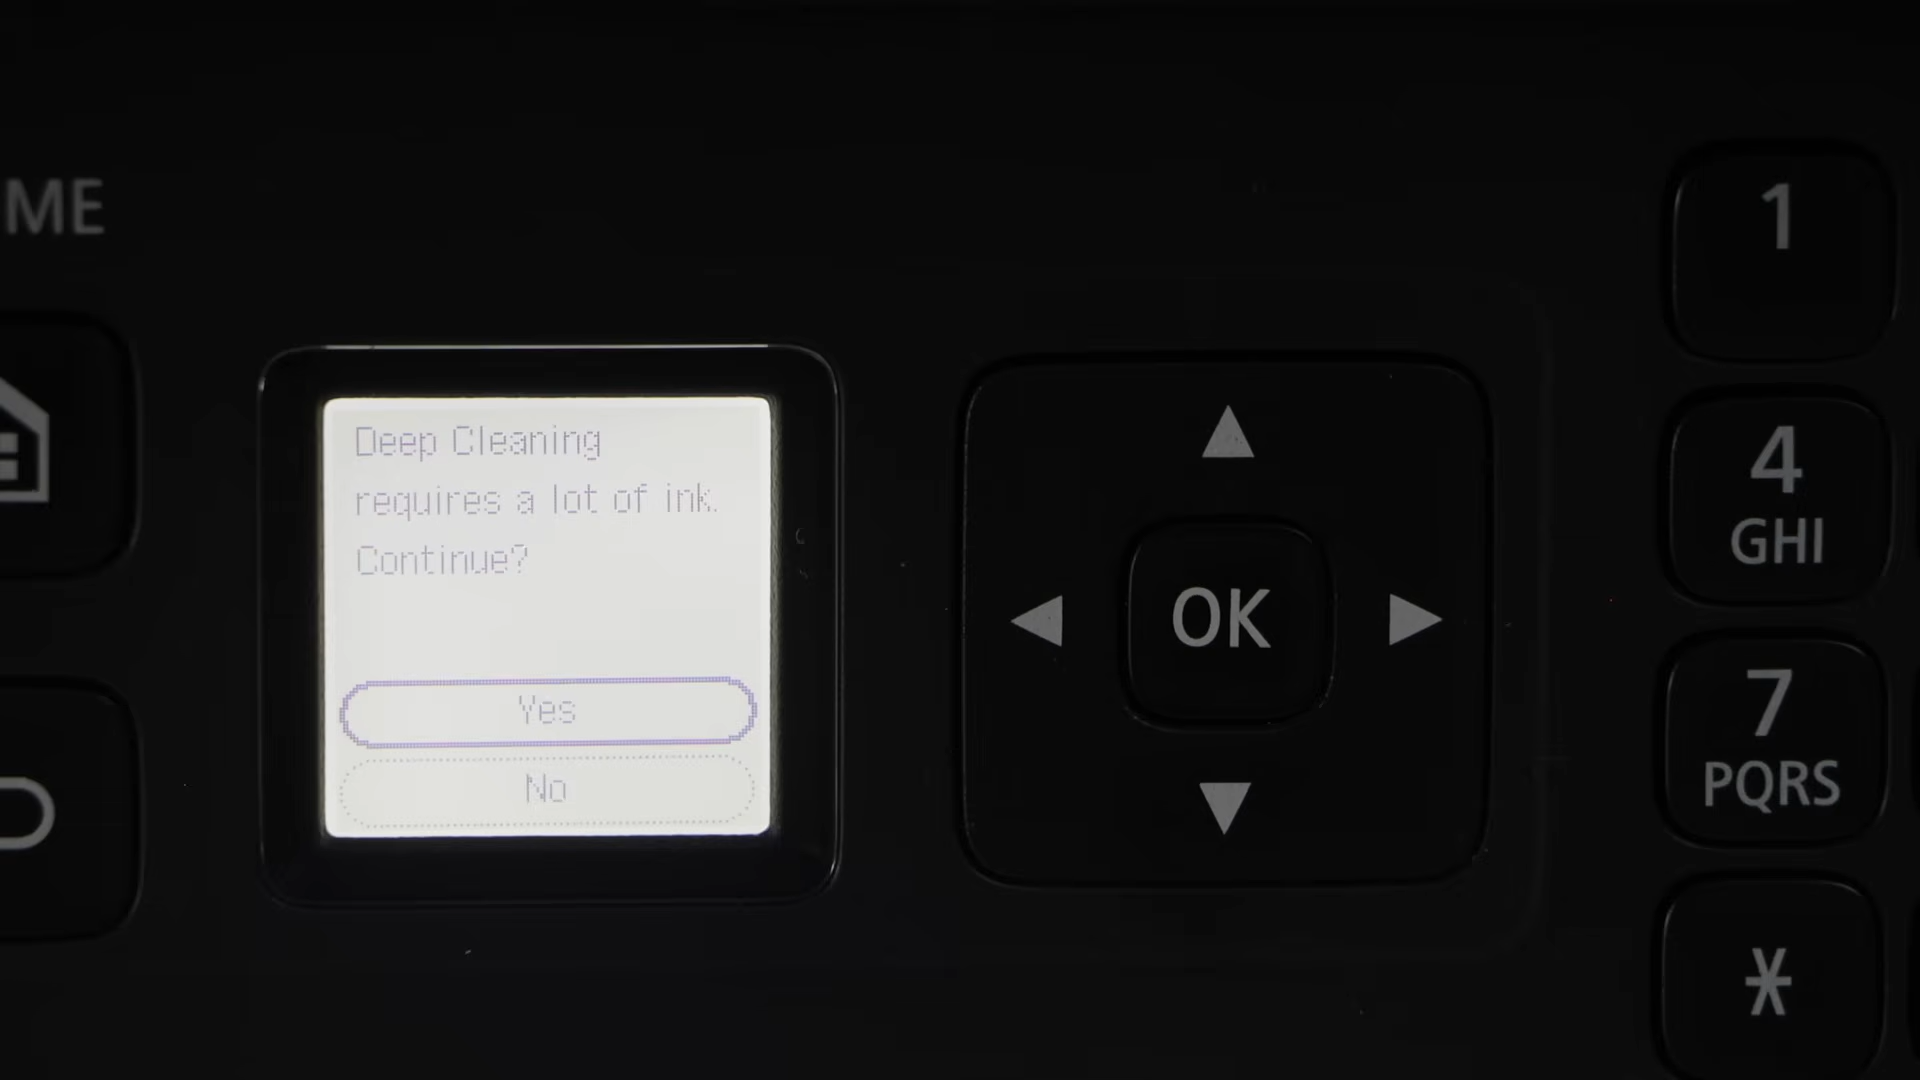 ME
Deep Cleaning
requires a lot of ink.
Continue?
Yes
No
OK
1
4
GHI
7
PQRS
*